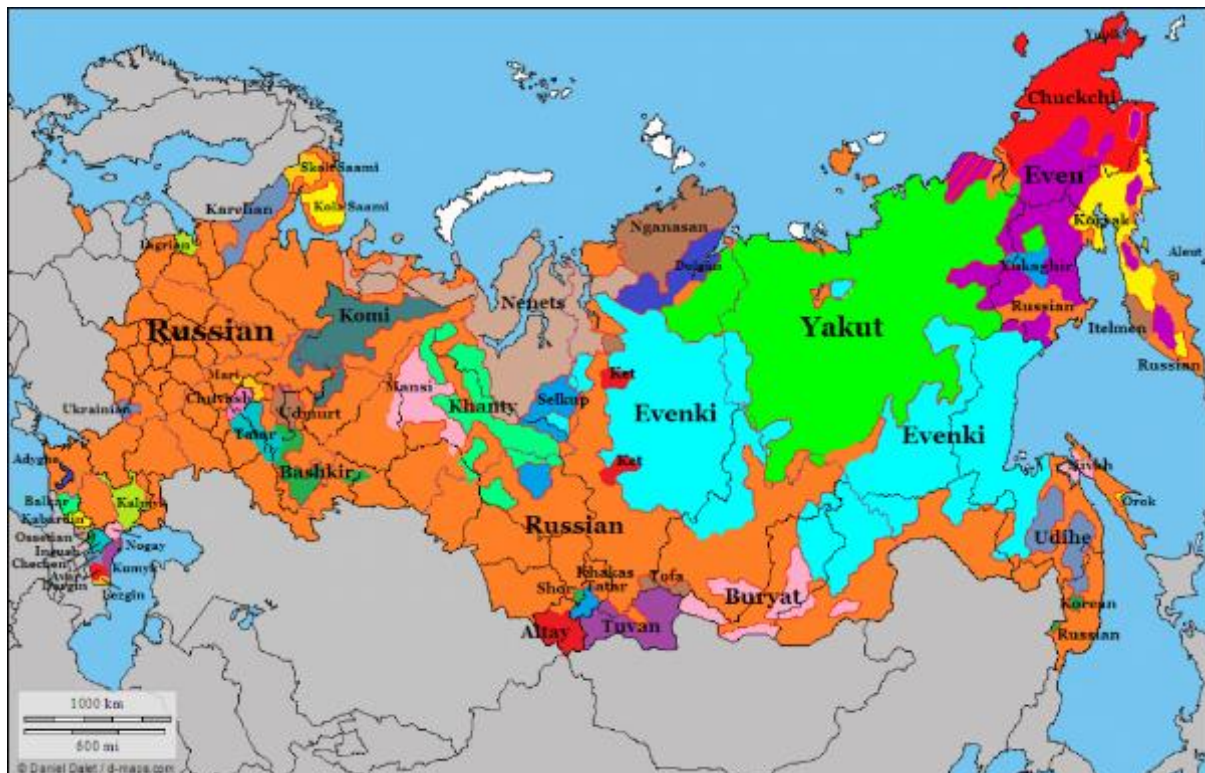 Yupik
Chuckchi
Skolt Saami
Kola Saami
Karelian
Ingrian
Nganasan
Dolgan
Even
Koryak
Aleut
Nenets
Yukaghir
Russian
Komi
Russian
Yakut
Itelmen
Russian
Mari
Chuvash
Mansi
Ket
Ukrainian
Udmurt
Khanty
Selkup
Evenki
Tatar
Evenki
Adyghe
Bashkir
Ket
Nivkh
Balkar
Kalmyk
Orok
Kabardin
Russian
Ossetian
Nogay
Udihe
Ingush
Chechen
Kumyk
Khakas
Tofa
Avar
Tatar
Dargin
Shor
Lezgin
Buryat
Korean
Altay
Tuvan
Russian
1000 km
600 mi
© Daniel Dalet / d-maps.com